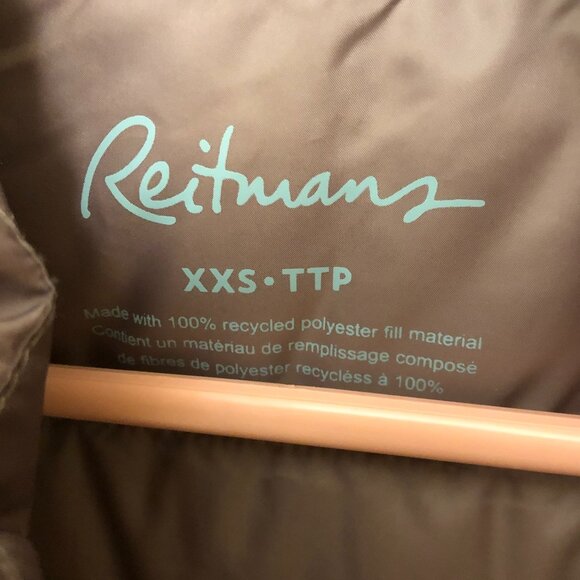 Reitmans
XXS • TTP
Made with 100% recycled polyester fill material
Contient un matériau de remplissage composé
de fibres de polyester recycléss à 100%